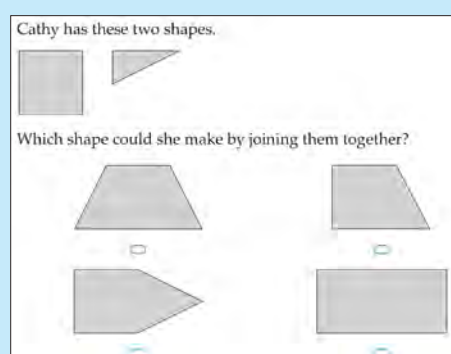 Cathy has these two shapes.
Which shape could she make by joining them together?